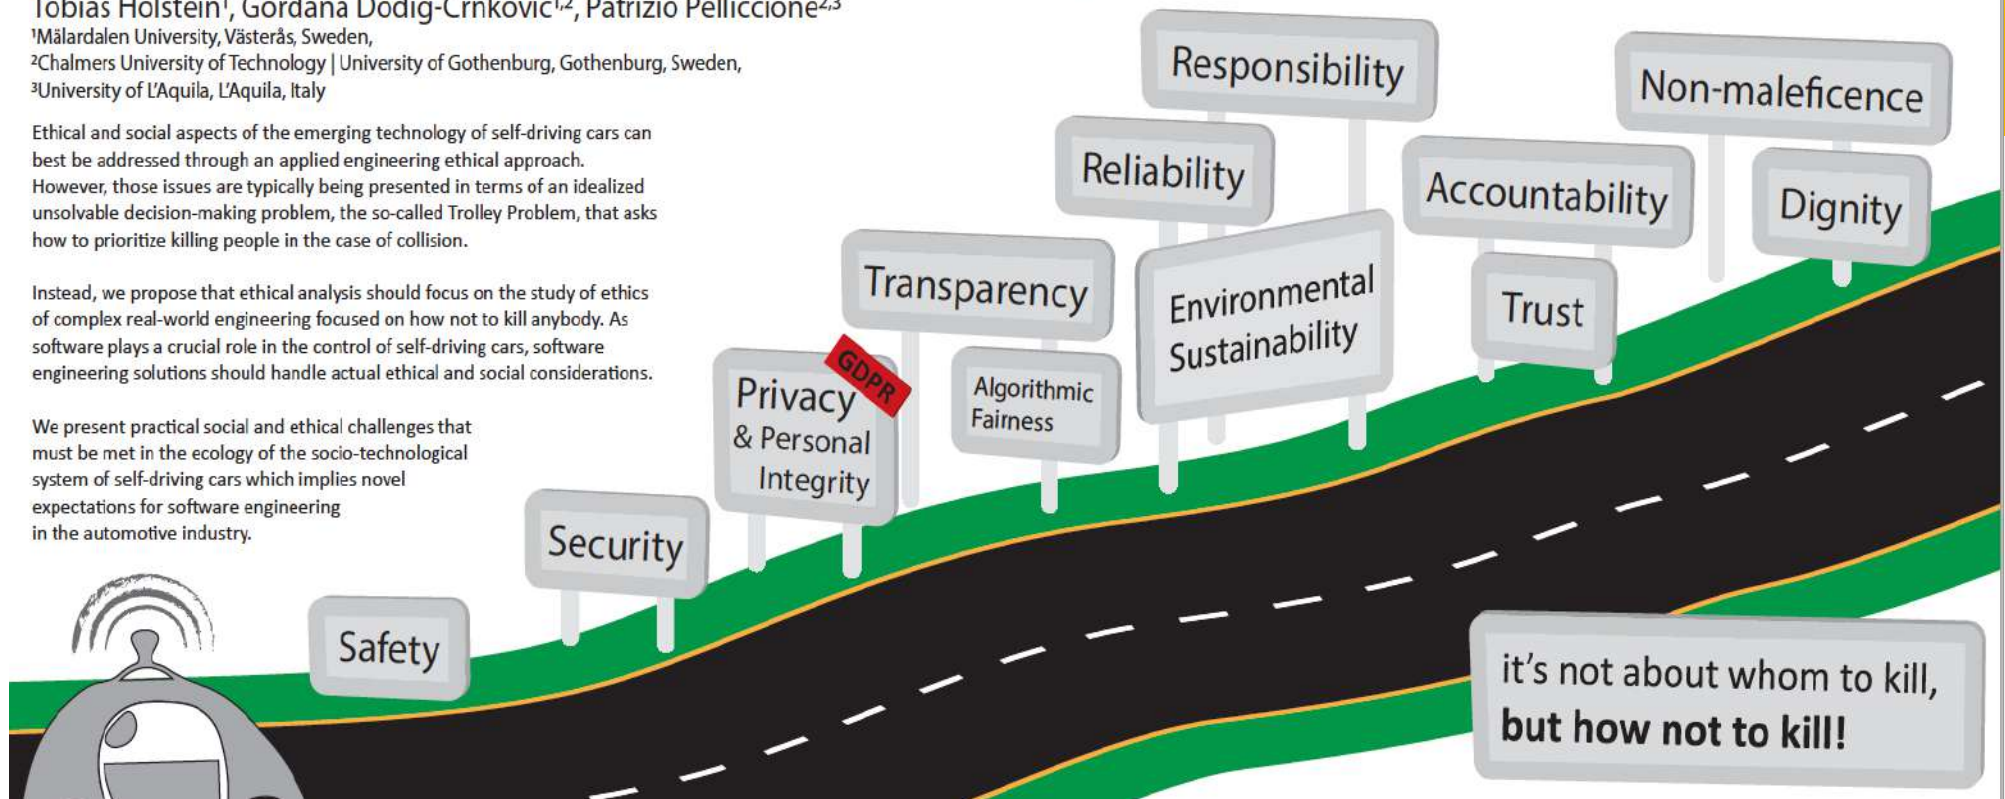 Tobias Holstein¹, Gordana Dodig-Crnkovic¹,², Patrizio Pelliccione²,³
¹Mälardalen University, Västerås, Sweden,
²Chalmers University of Technology | University of Gothenburg, Gothenburg, Sweden,
³University of L'Aquila, L'Aquila, Italy
Ethical and social aspects of the emerging technology of self-driving cars can
best be addressed through an applied engineering ethical approach.
However, those issues are typically being presented in terms of an idealized
unsolvable decision-making problem, the so-called Trolley Problem, that asks
how to prioritize killing people in the case of collision.
Instead, we propose that ethical analysis should focus on the study of ethics
of complex real-world engineering focused on how not to kill anybody. As
software plays a crucial role in the control of self-driving cars, software
engineering solutions should handle actual ethical and social considerations.
We present practical social and ethical challenges that
must be met in the ecology of the socio-technological
system of self-driving cars which implies novel
expectations for software engineering
in the automotive industry.
Safety
Security
Privacy
& Personal
Integrity
GDPR
Transparency
Algorithmic
Fairness
Reliability
Responsibility
Environmental
Sustainability
Accountability
Trust
Non-maleficence
Dignity
it's not about whom to kill,
but how not to kill!